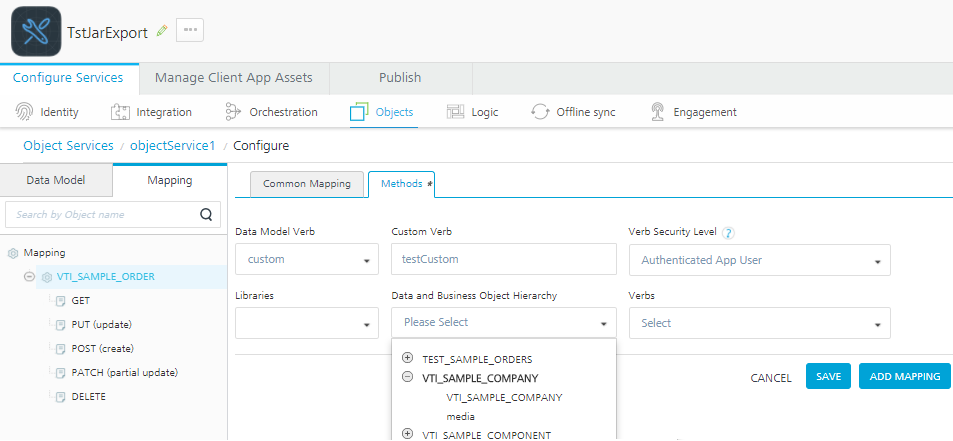 TstJarExport
Configure Services
Manage Client App Assets
Publish
Identity
Integration
Orchestration
Objects
Logic
Offline sync
Engagement
Object Services / objectService1 / Configure
Data Model
Mapping
Common Mapping
Methods *
Search by Object name
Data Model Verb
Custom Verb
Verb Security Level ?
custom
testCustom
Authenticated App User
Mapping
VTI_SAMPLE_ORDER
GET
PUT (update)
POST (create)
PATCH (partial update)
DELETE
Libraries
Data and Business Object Hierarchy
Verbs
Please Select
Select
TEST_SAMPLE_ORDERS
VTI_SAMPLE_COMPANY
VTI_SAMPLE_COMPANY
media
VTI_SAMPLE_COMPONENT
CANCEL
SAVE
ADD MAPPING